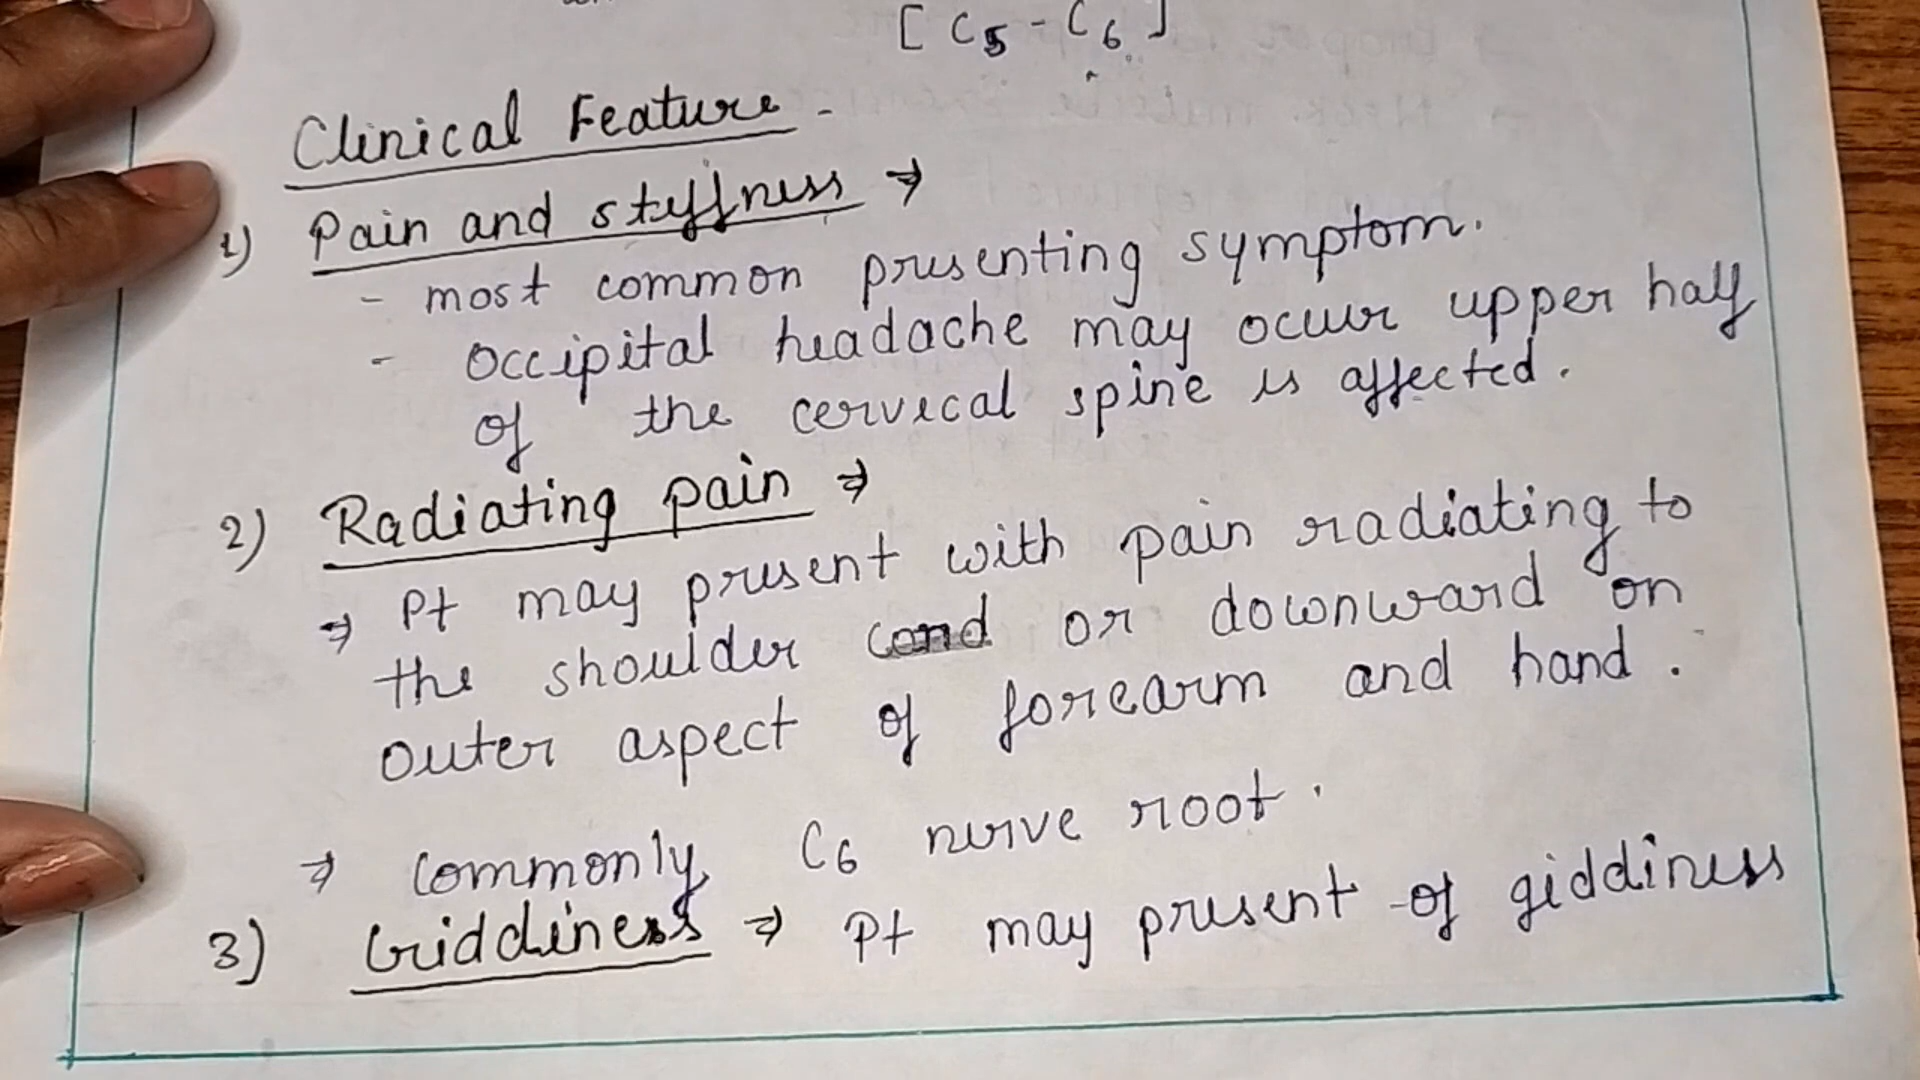 [ C5 - C6 ]
Clinical Feature -
1) Pain and stiffness →
- most common presenting symptom.
- Occipital headache may ocuur upper half
of the cervical spine is affected.
2) Radiating pain ⇒
⇒ Pt may present with pain radiating to
the shoulder or downward on
outer aspect of forearm and hand.
⇒ Commonly C6 nerve root.
3) Griddiness ⇒ Pt may present of giddiness